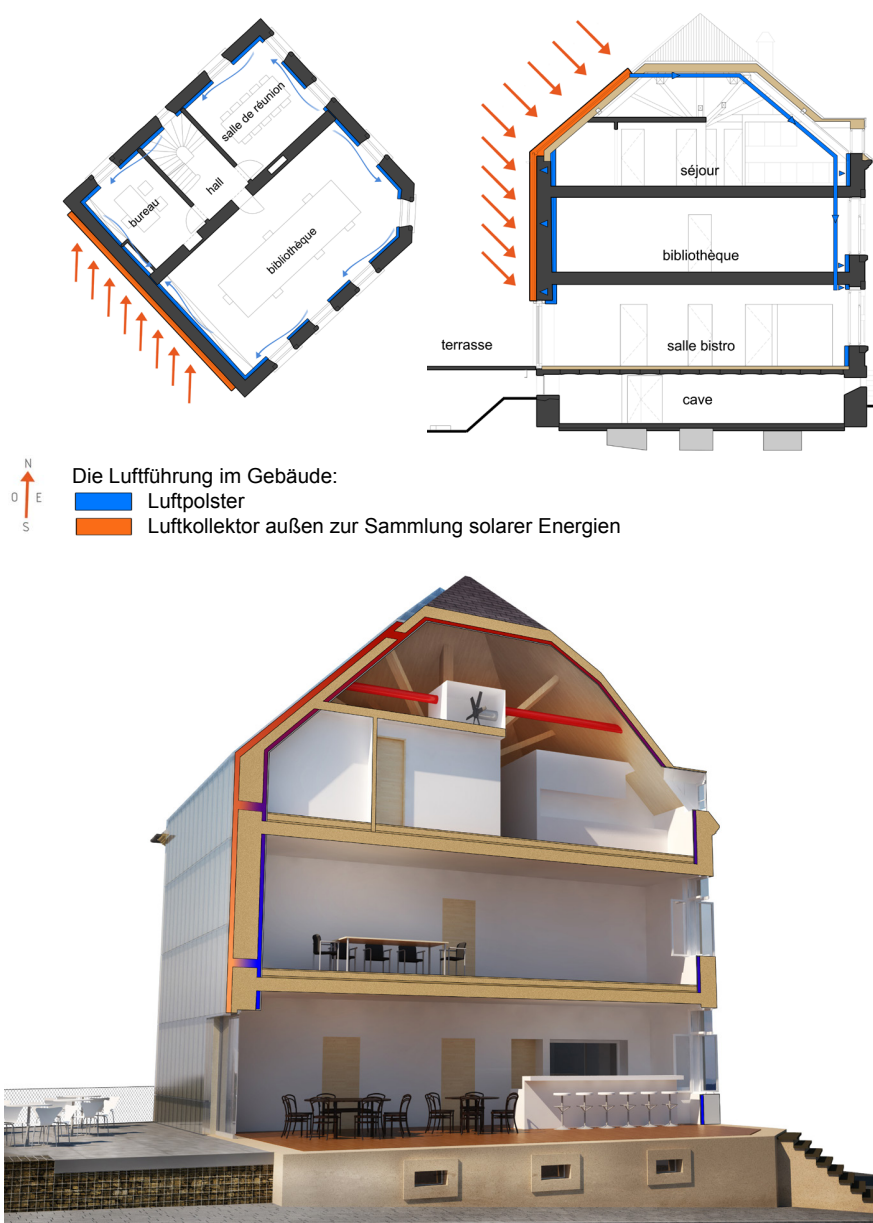 salle de réunion
hall
bureau
bibliothèque
séjour
bibliothèque
terrasse
salle bistro
cave
N
O E
S
Die Luftführung im Gebäude:
Luftpolster
Luftkollektor außen zur Sammlung solarer Energien